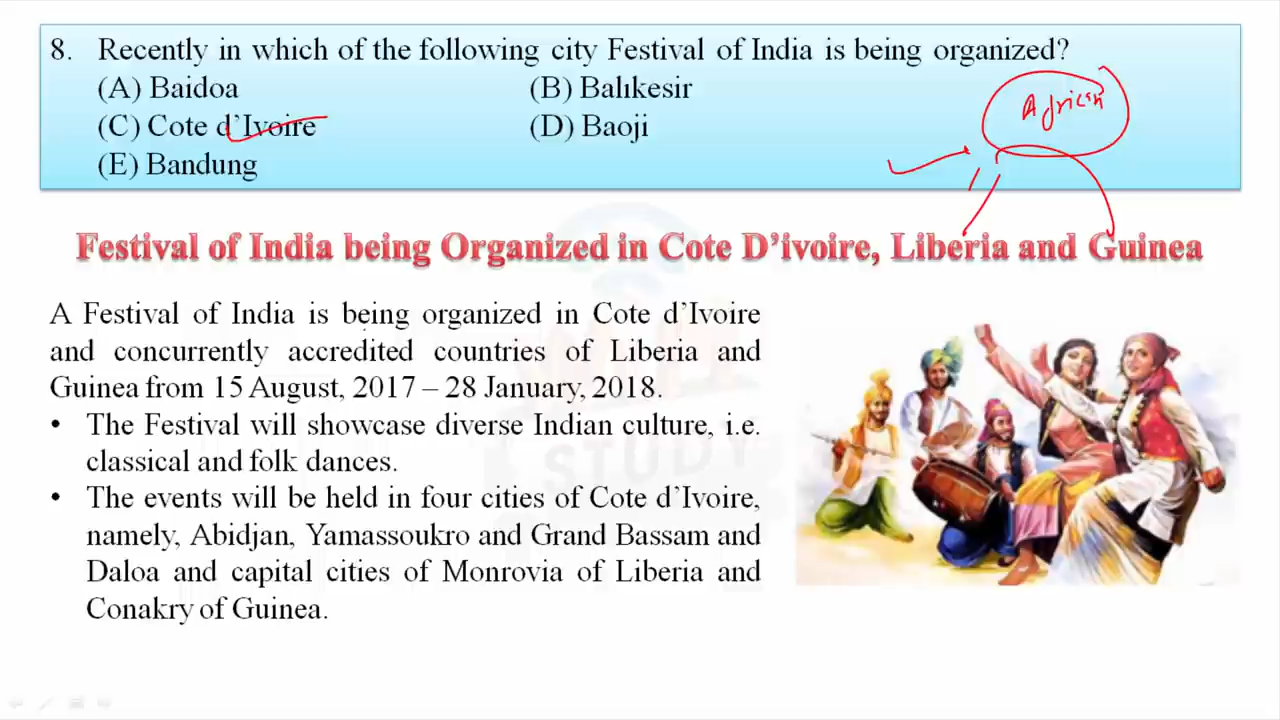 8. Recently in which of the following city Festival of India is being organized?
(A) Baidoa (B) Balıkesir
(C) Cote d’Ivoire (D) Baoji
(E) Bandung
African
Festival of India being Organized in Cote D’ivoire, Liberia and Guinea
A Festival of India is being organized in Cote d’Ivoire
and concurrently accredited countries of Liberia and
Guinea from 15 August, 2017 – 28 January, 2018.
• The Festival will showcase diverse Indian culture, i.e.
classical and folk dances.
• The events will be held in four cities of Cote d’Ivoire,
namely, Abidjan, Yamassoukro and Grand Bassam and
Daloa and capital cities of Monrovia of Liberia and
Conakry of Guinea.
STUDY